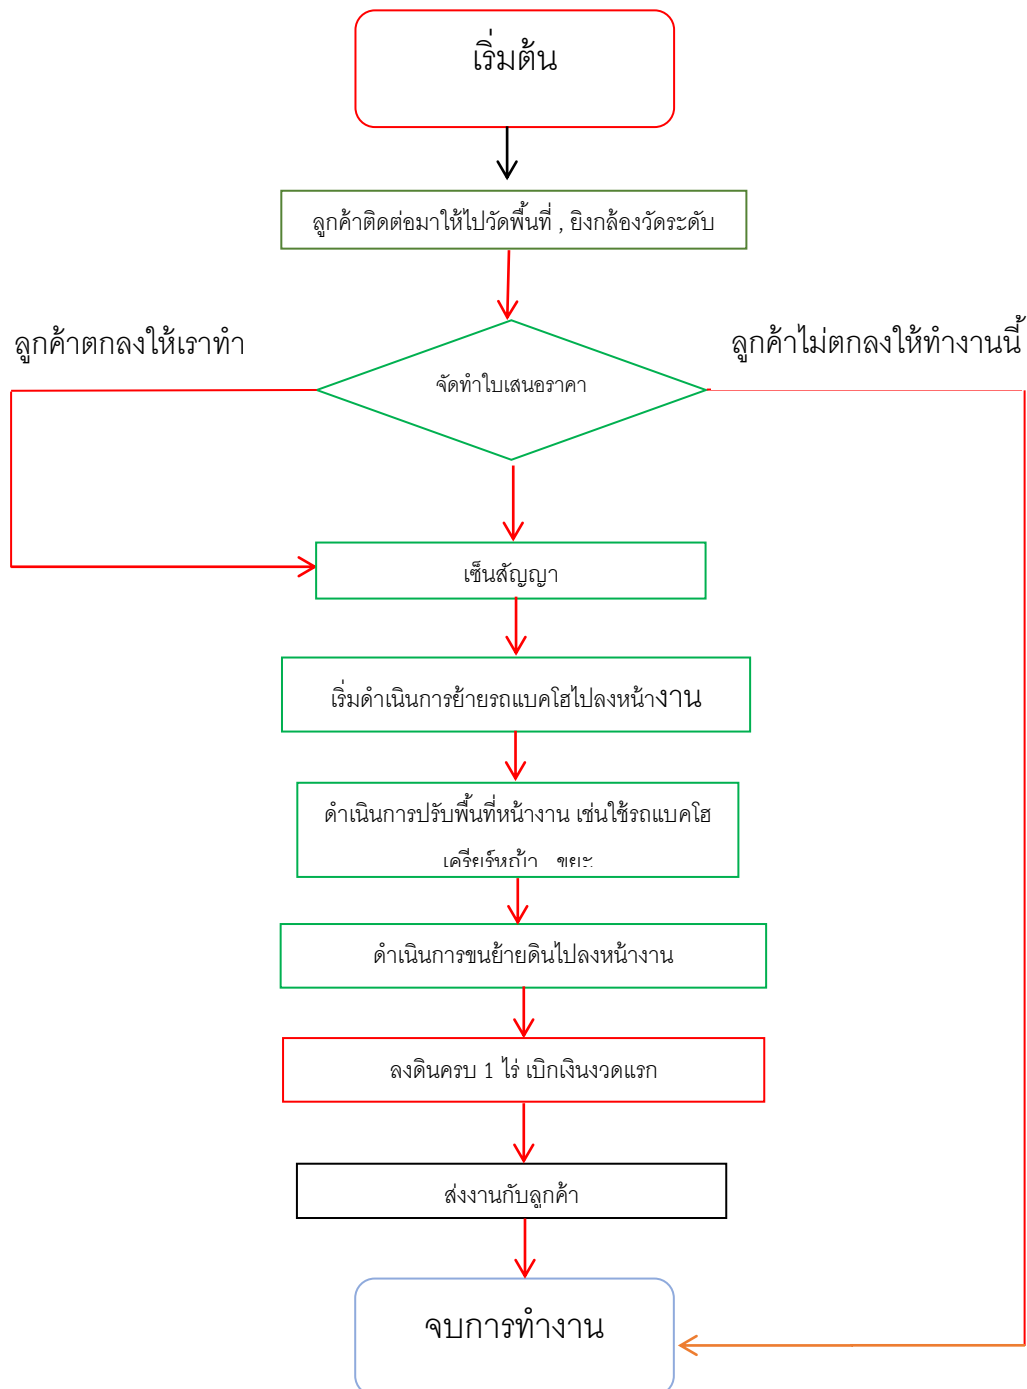 เริ่มต้น
ลูกค้าติดต่อมาให้ไปวัดพื้นที่ , ยิงกล้องวัดระดับ
ลูกค้าตกลงให้เราทำ
ลูกค้าไม่ตกลงให้ทำงานนี้
จัดทำใบเสนอราคา
เซ็นสัญญา
เริ่มดำเนินการย้ายรถแบคโฮไปลงหน้างาน
ดำเนินการปรับพื้นที่หน้างาน เช่นใช้รถแบคโฮ
เครียร์หญ้า ขยะ
ดำเนินการขนย้ายดินไปลงหน้างาน
ลงดินครบ 1 ไร่ เบิกเงินงวดแรก
ส่งงานกับลูกค้า
จบการทำงาน